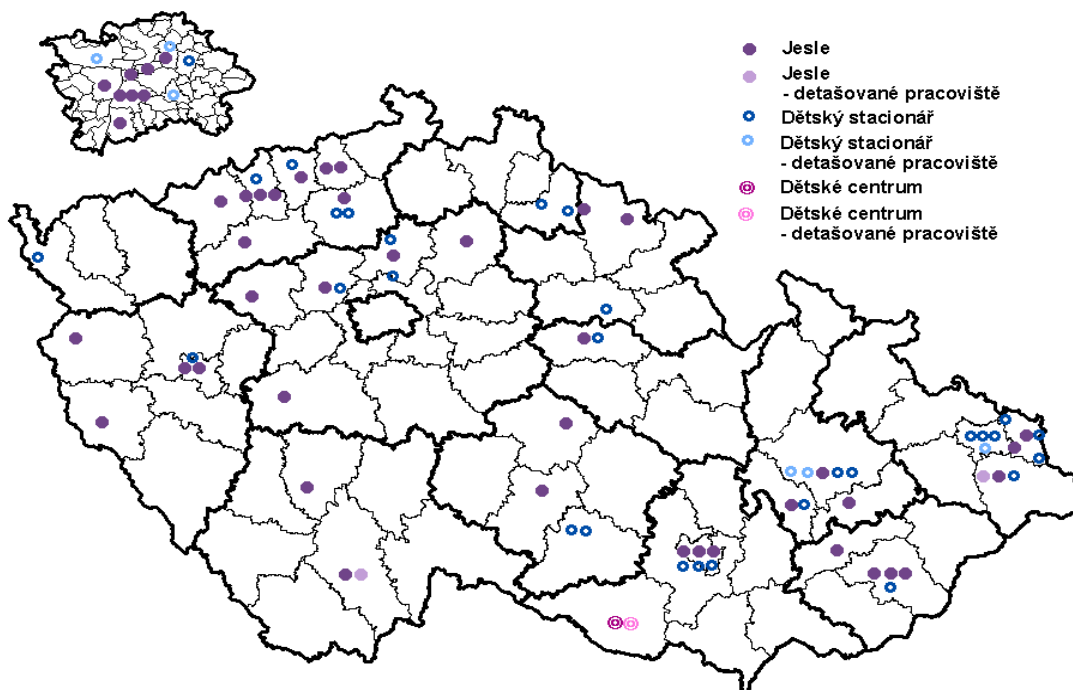 Jesle
Jesle
- detašované pracoviště
Dětský stacionář
Dětský stacionář
- detašované pracoviště
Dětské centrum
Dětské centrum
- detašované pracoviště